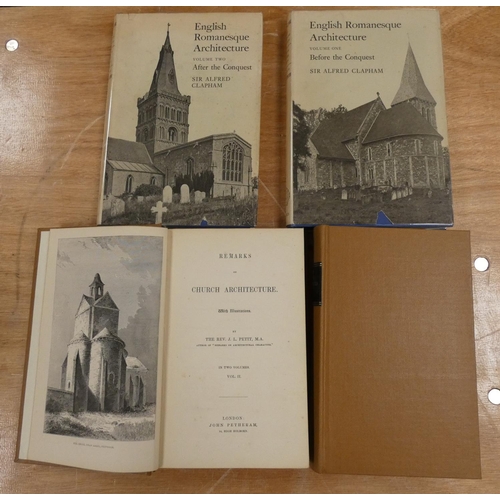 English
Romanesque
Architecture
VOLUME TWO
After the Conquest
SIR ALFRED
CLAPHAM
English Romanesque
Architecture
VOLUME ONE
Before the Conquest
SIR ALFRED CLAPHAM
REMARKS
ON
CHURCH ARCHITECTURE.
With Illustrations.
BY
THE REV. J. L. PETIT, M.A.
IN TWO VOLUMES.
VOL. II.
LONDON: